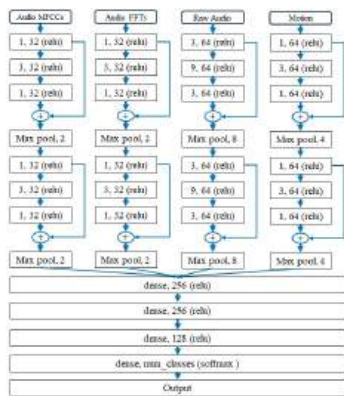 Audio MFCCs
Audio FFTs
Raw Audio
Motion
1, 32 (relu)
1, 32 (relu)
3, 64 (relu)
1, 64 (relu)
3, 32 (relu)
3, 32 (relu)
9, 64 (relu)
3, 64 (relu)
1, 32 (relu)
1, 32 (relu)
3, 64 (relu)
1, 64 (relu)
+
+
+
+
Max pool, 2
Max pool, 2
Max pool, 8
Max pool, 4
1, 32 (relu)
1, 32 (relu)
3, 64 (relu)
1, 64 (relu)
3, 32 (relu)
3, 32 (relu)
9, 64 (relu)
3, 64 (relu)
1, 32 (relu)
1, 32 (relu)
3, 64 (relu)
1, 64 (relu)
+
+
+
+
Max pool, 2
Max pool, 2
Max pool, 8
Max pool, 4
dense, 256 (relu)
dense, 256 (relu)
dense, 128 (relu)
dense, num_classes (softmax )
Output